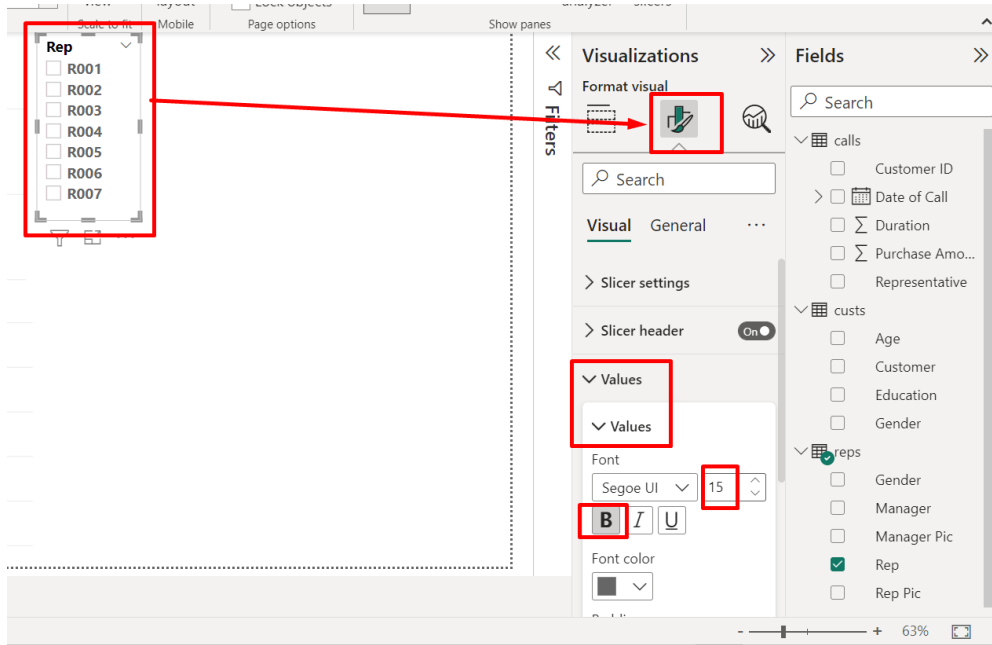 Lock objects
Scale to fit
Mobile
Page options
Show panes
Rep
R001
R002
R003
R004
R005
R006
R007
Filters
Visualizations
Format visual
Search
Visual General ...
Slicer settings
Slicer header On
Values
Values
Font
Segoe UI 15
B I U
Font color
Fields
Search
calls
Customer ID
Date of Call
Σ Duration
Σ Purchase Amo...
Representative
custs
Age
Customer
Education
Gender
reps
Gender
Manager
Manager Pic
Rep
Rep Pic
- + 63%